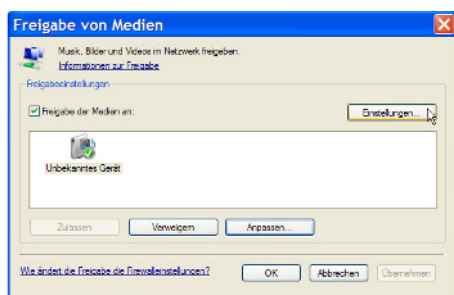 Freigabe von Medien
Musik, Bilder und Videos im Netzwerk freigeben.
Informationen zur Freigabe
Freigabeeinstellungen
Freigabe der Medien an:
Einstellungen...
Unbekanntes Gerät
Zulassen
Verweigern
Anpassen...
Wie ändert die Freigabe die Firewalleinstellungen?
OK
Abbrechen
Übernehmen